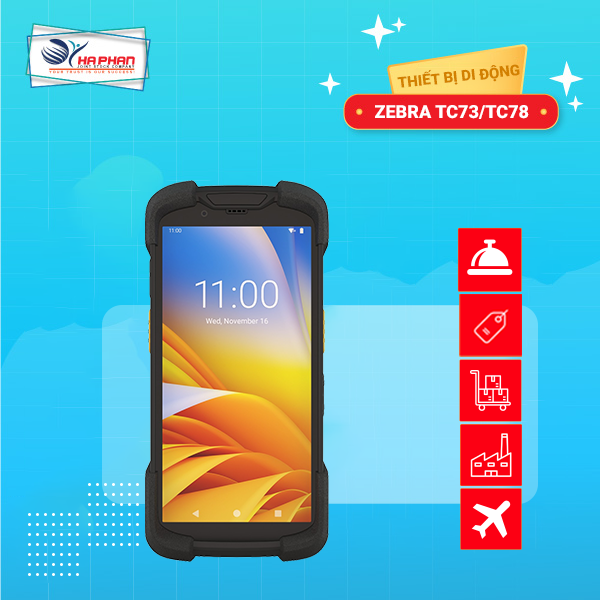 HA PHAN
JOINT STOCK COMPANY
YOUR TRUST IS OUR SUCCESS!
THIẾT BỊ DI ĐỘNG
ZEBRA TC73/TC78
11:00
11:00
Wed, November 16